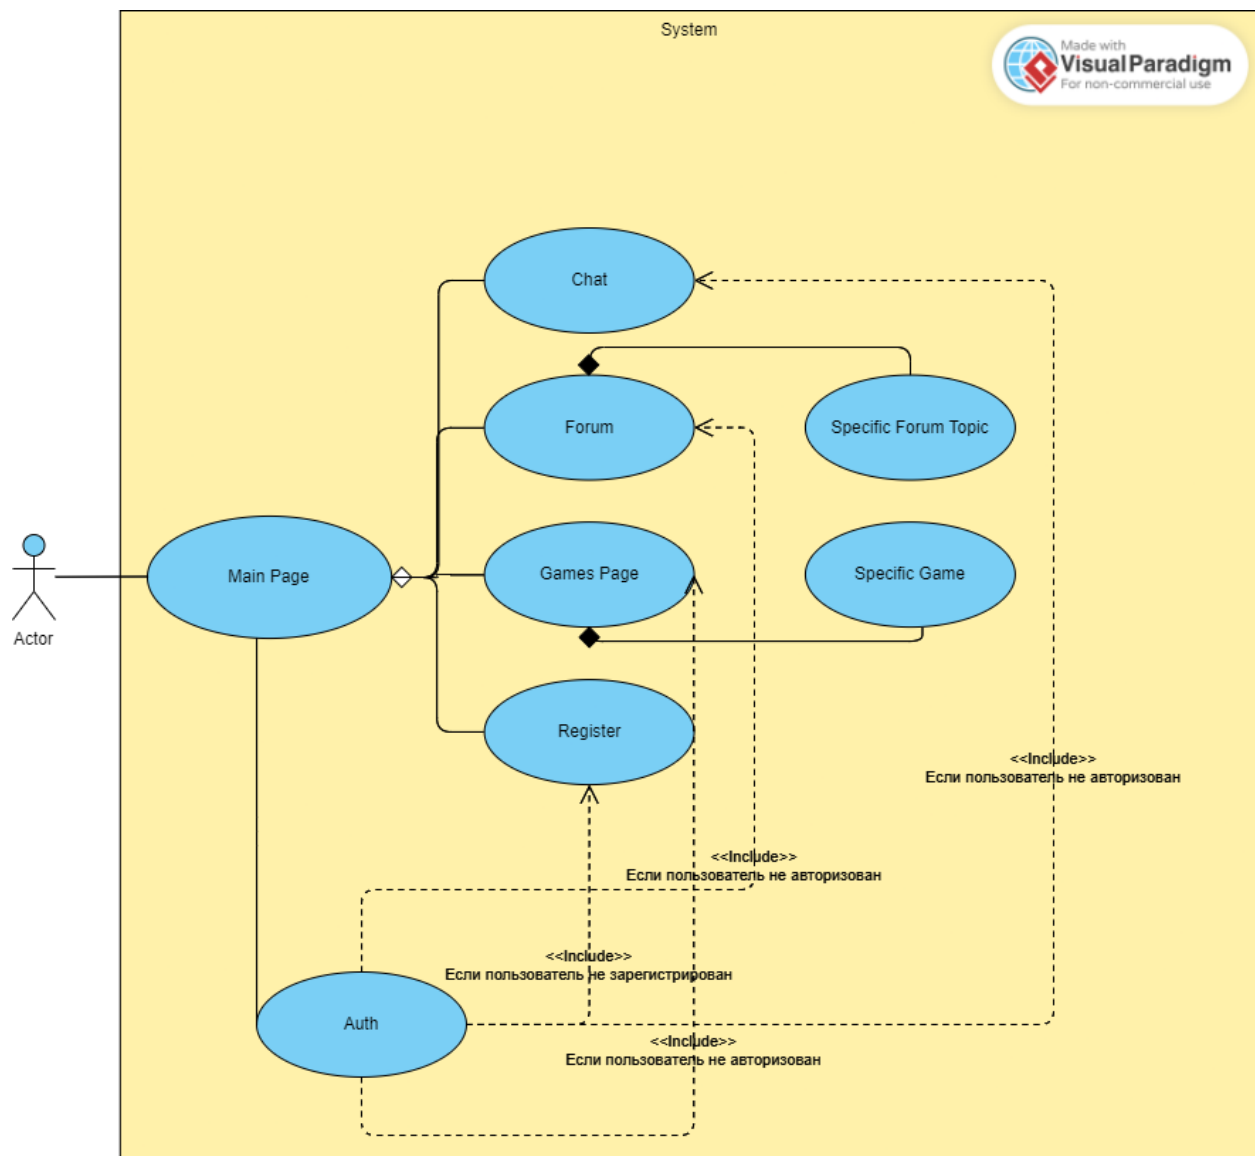 System
Made with
Visual Paradigm
For non-commercial use
Chat
Forum
Specific Forum Topic
Main Page
Games Page
Specific Game
Actor
Register
<<Include>>
Если пользователь не авторизован
<<Include>>
Если пользователь не авторизован
<<Include>>
Если пользователь не зарегистрирован
Auth
<<Include>>
Если пользователь не авторизован